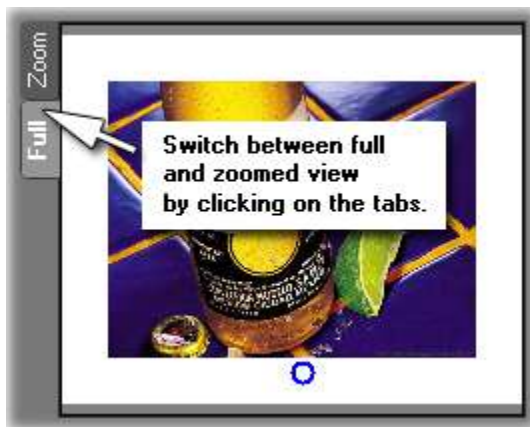 Zoom
Full
Switch between full
and zoomed view
by clicking on the tabs.